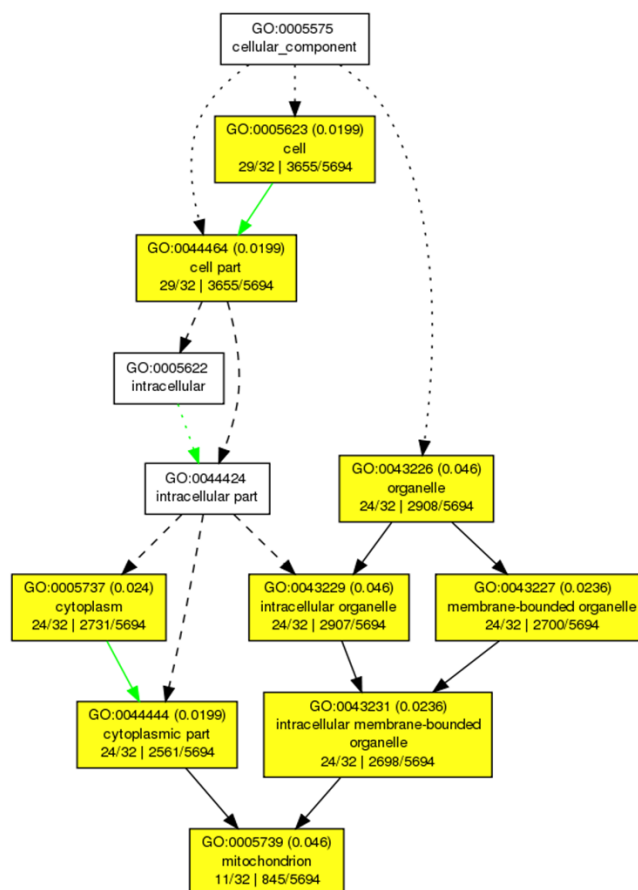 GO:0005575
cellular_component
GO:0005623 (0.0199)
cell
29/32 | 3655/5694
GO:0044464 (0.0199)
cell part
29/32 | 3655/5694
GO:0005622
intracellular
GO:0044424
intracellular part
GO:0043226 (0.046)
organelle
24/32 | 2908/5694
GO:0005737 (0.024)
cytoplasm
24/32 | 2731/5694
GO:0043229 (0.046)
intracellular organelle
24/32 | 2907/5694
GO:0043227 (0.0236)
membrane-bounded organelle
24/32 | 2700/5694
GO:0044444 (0.0199)
cytoplasmic part
24/32 | 2561/5694
GO:0043231 (0.0236)
intracellular membrane-bounded
organelle
24/32 | 2698/5694
GO:0005739 (0.046)
mitochondrion
11/32 | 845/5694